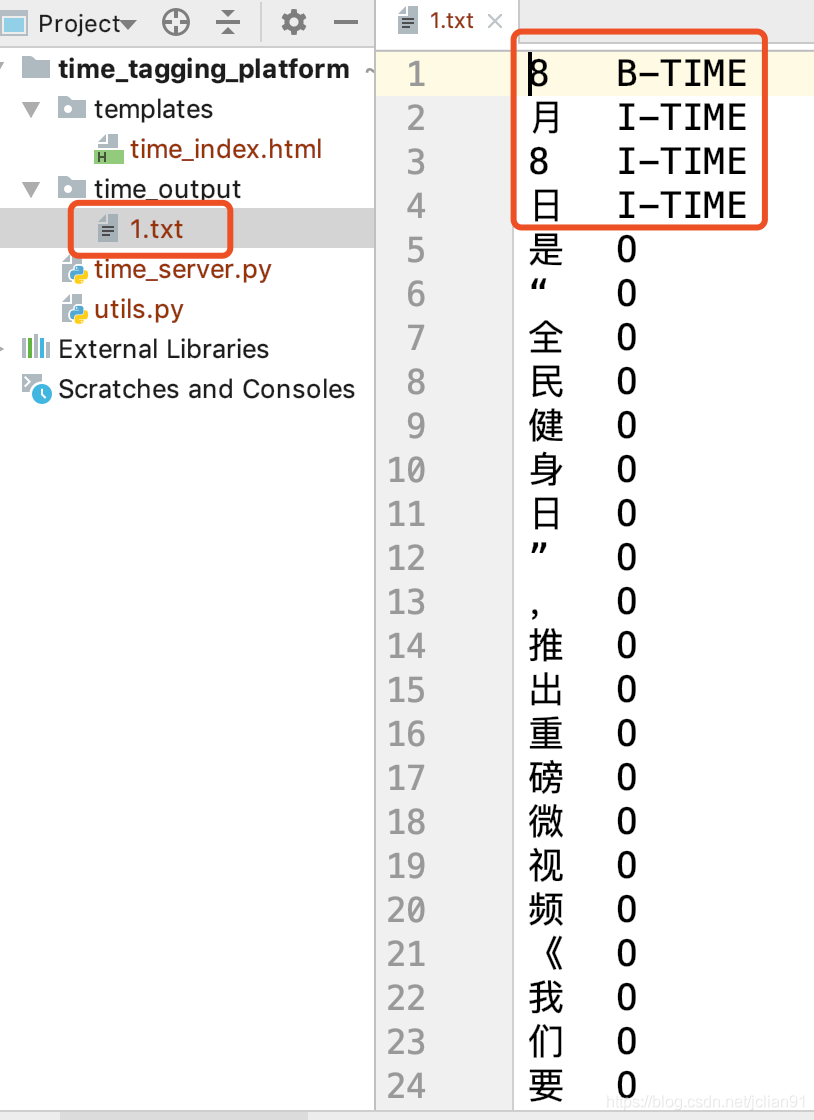 Project
time_tagging_platform ~
templates
time_index.html
time_output
1.txt
time_server.py
utils.py
External Libraries
Scratches and Consoles
1.txt
1 8 B-TIME
2 月 I-TIME
3 8 I-TIME
4 日 I-TIME
5 是 O
6 “ O
7 全 O
8 民 O
9 健 O
10 身 O
11 日 O
12 ” O
13 , O
14 推 O
15 出 O
16 重 O
17 磅 O
18 微 O
19 视 O
20 频 O
21 《 O
22 我 O
23 们 O
24 要 O
https://blog.csdn.net/jclian91